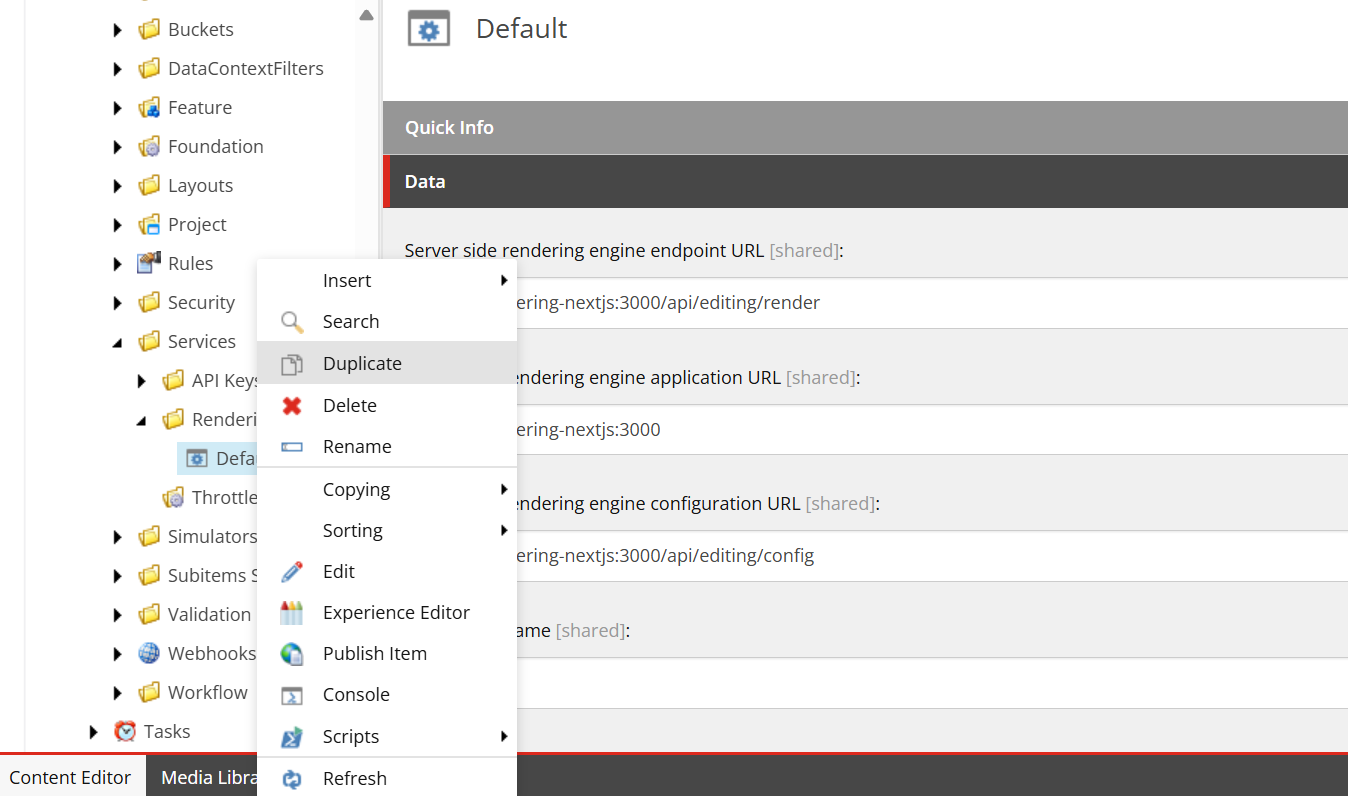 Buckets
DataContextFilters
Feature
Foundation
Layouts
Project
Rules
Security
Services
API Keys
Renderi
Defau
Throttle
Simulators
Subitems S
Validation
Webhooks
Workflow
Tasks
Insert
Search
Duplicate
Delete
Rename
Copying
Sorting
Edit
Experience Editor
Publish Item
Console
Scripts
Refresh
Default
Quick Info
Data
Server side rendering engine endpoint URL [shared]:
ering-nextjs:3000/api/editing/render
endering engine application URL [shared]:
ering-nextjs:3000
endering engine configuration URL [shared]:
ering-nextjs:3000/api/editing/config
ame [shared]:
Content Editor
Media Libra